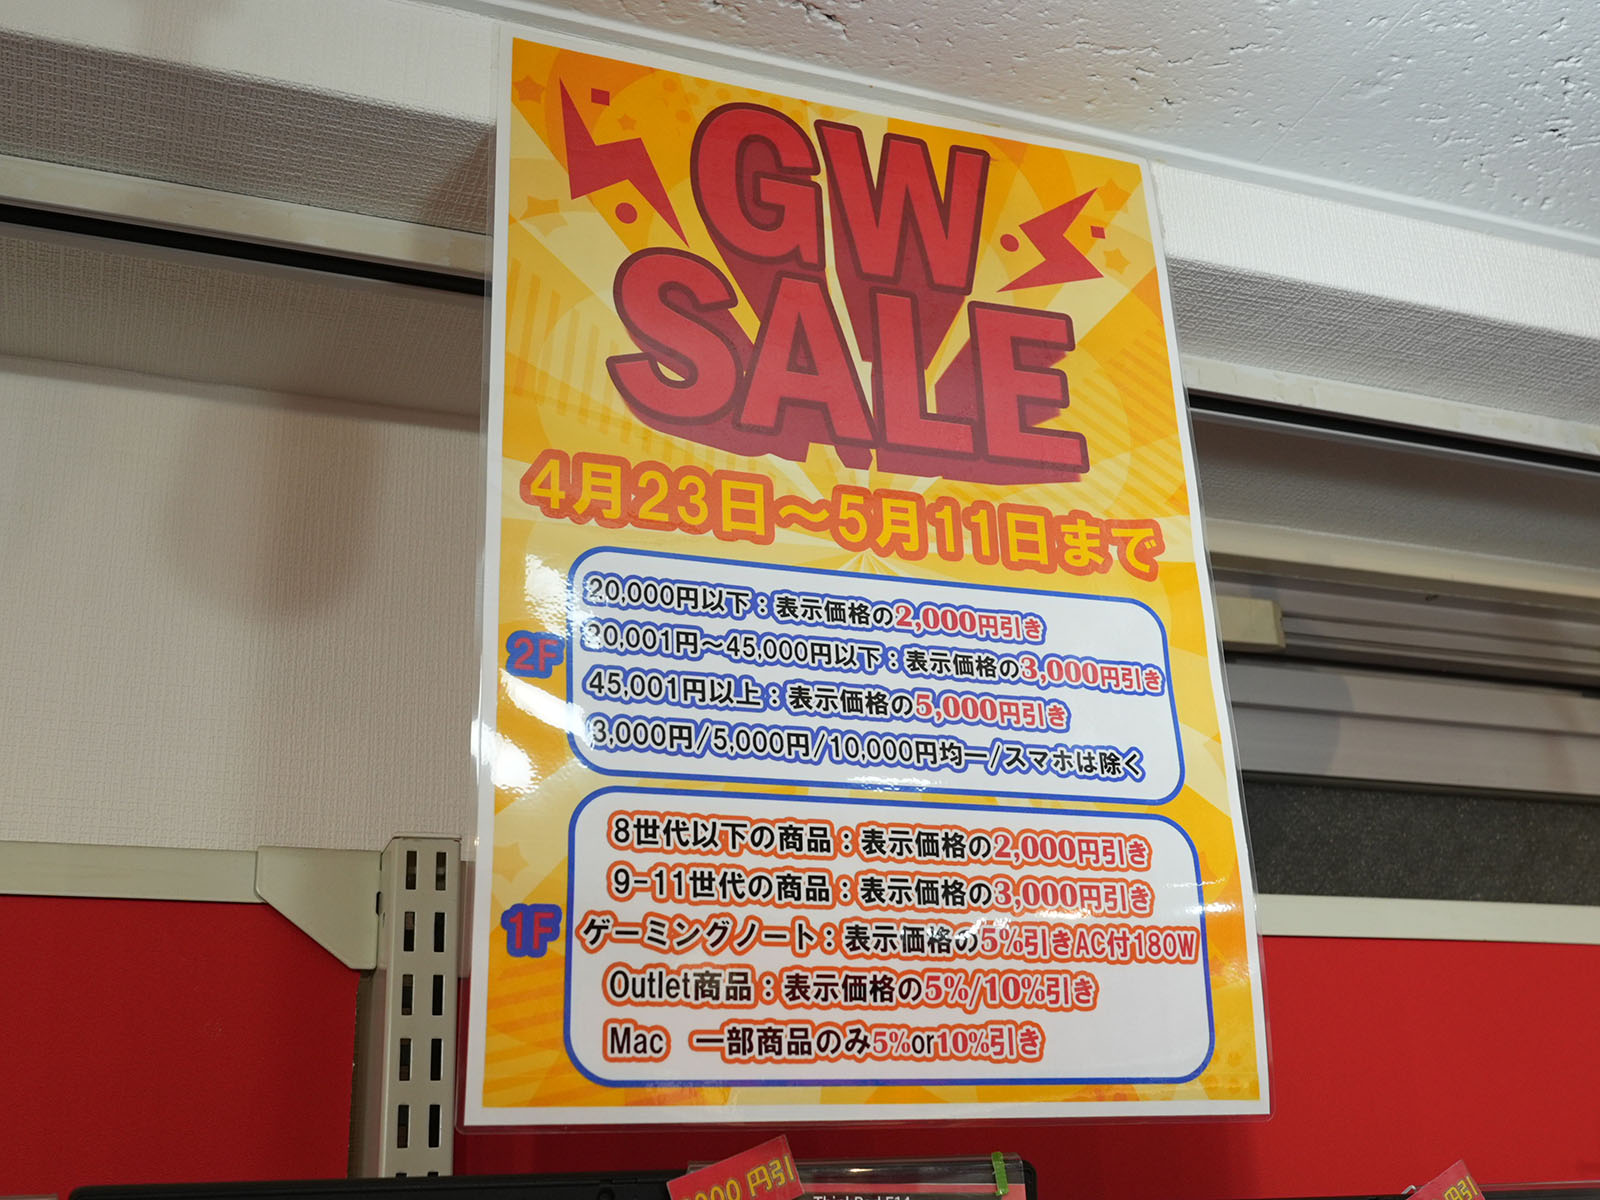 GW
SALE
4月23日～5月11日まで
2F
20,000円以下：表示価格の2,000円引き
20,001円～45,000円以下：表示価格の3,000円引き
45,001円以上：表示価格の5,000円引き
3,000円/5,000円/10,000円均一/スマホは除く
1F
8世代以下の商品：表示価格の2,000円引き
9-11世代の商品：表示価格の3,000円引き
ゲーミングノート：表示価格の5%引きAC付180W
Outlet商品：表示価格の5%/10%引き
Mac 一部商品のみ5%or10%引き
000円引
円引